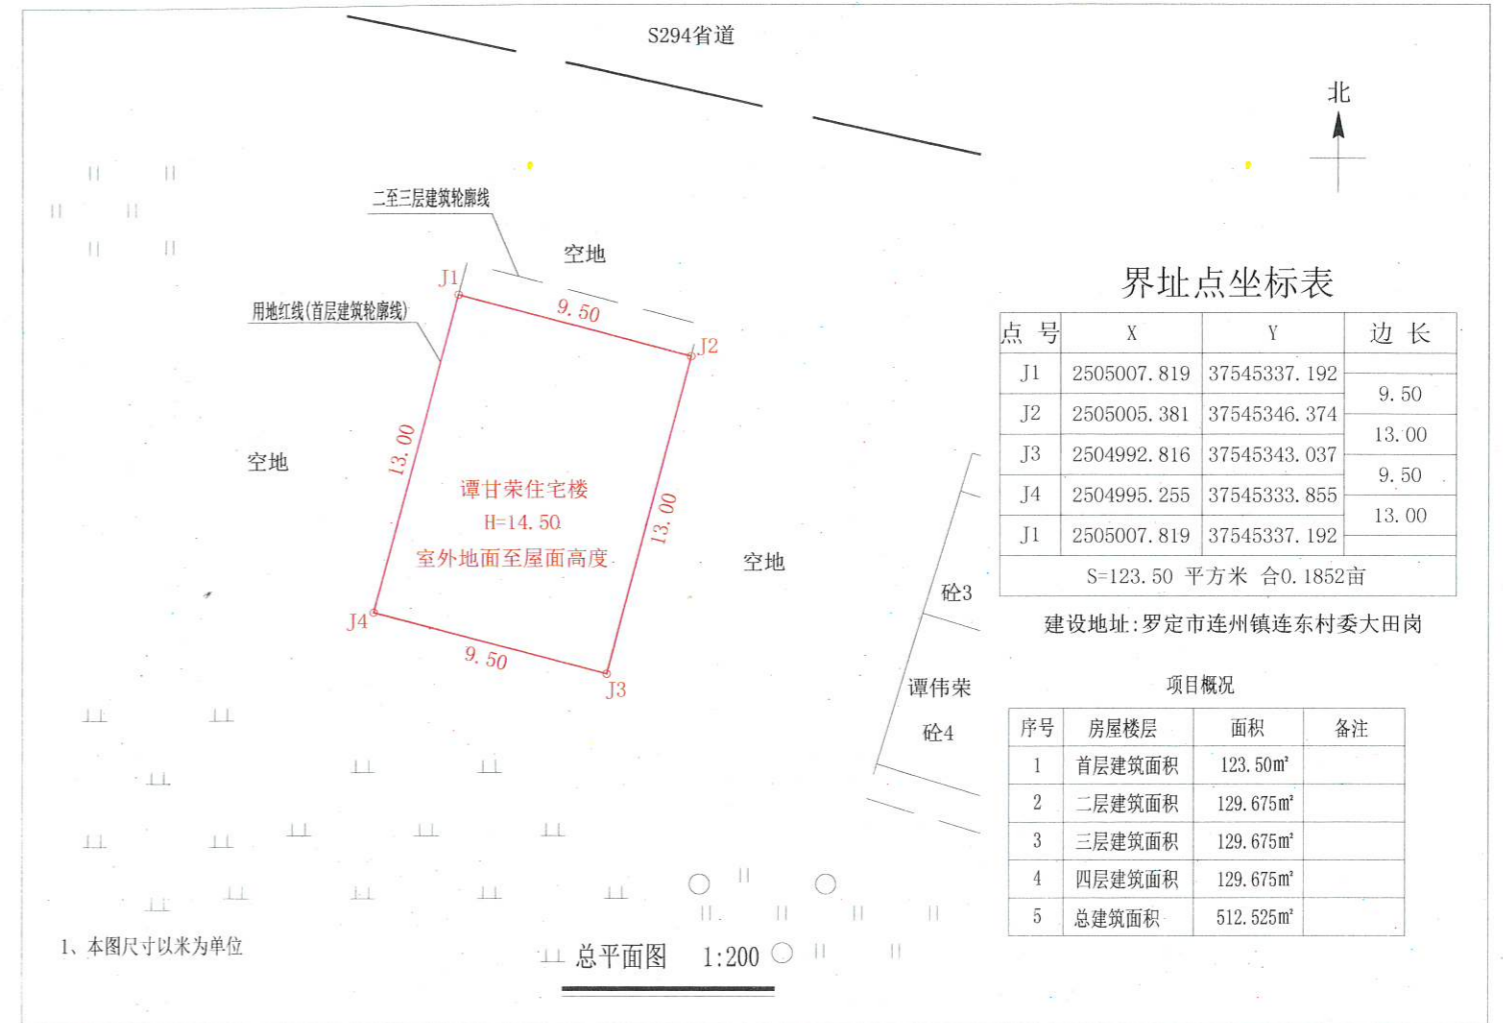 S294省道
北
二至三层建筑轮廓线
空地
J1
9.50
用地红线(首层建筑轮廓线)
J2
13.00
空地
谭甘荣住宅楼
H=14.50
室外地面至屋面高度
13.00
空地
J4
9.50
J3
砼3
谭伟荣
砼4
界址点坐标表
点 号 X Y 边 长
J1 2505007.819 37545337.192
9.50
J2 2505005.381 37545346.374
13.00
J3 2504992.816 37545343.037
9.50
J4 2504995.255 37545333.855
13.00
J1 2505007.819 37545337.192
S=123.50 平方米 合0.1852亩
建设地址:罗定市连州镇连东村委大田岗
项目概况
序号 房屋楼层 面积 备注
1 首层建筑面积 123.50㎡
2 二层建筑面积 129.675㎡
3 三层建筑面积 129.675㎡
4 四层建筑面积 129.675㎡
5 总建筑面积 512.525㎡
1、本图尺寸以米为单位
总平面图 1:200